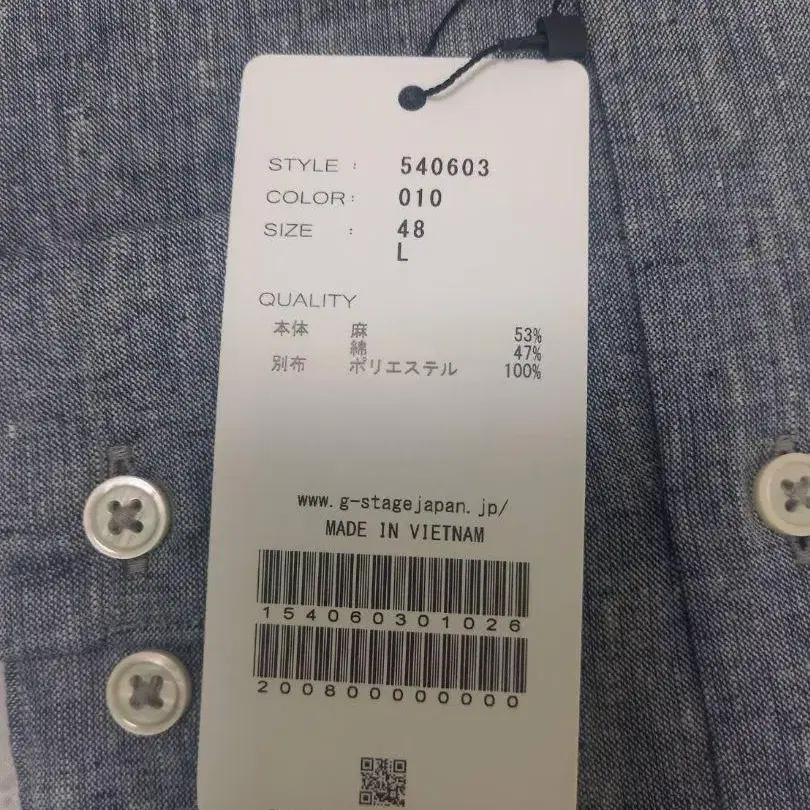 STYLE : 540603
COLOR: 010
SIZE : 48
L
QUALITY
本体 麻 53%
綿 47%
別布 ポリエステル 100%
www.g-stagejapan.jp/
MADE IN VIETNAM
154060301026
2008000000000